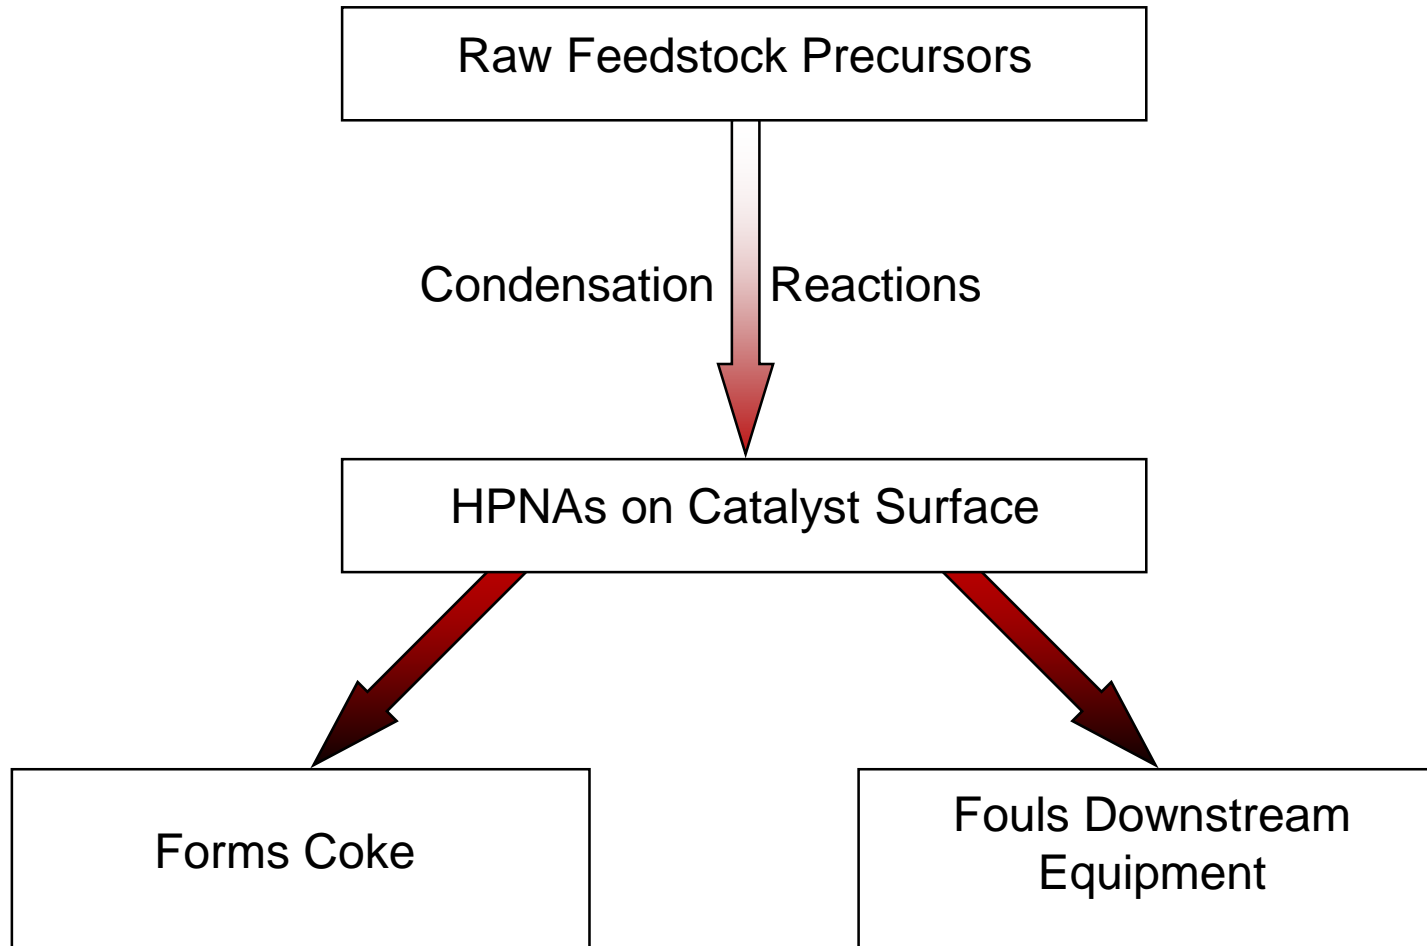 Raw Feedstock Precursors
Condensation Reactions
HPNAs on Catalyst Surface
Forms Coke
Fouls Downstream
Equipment